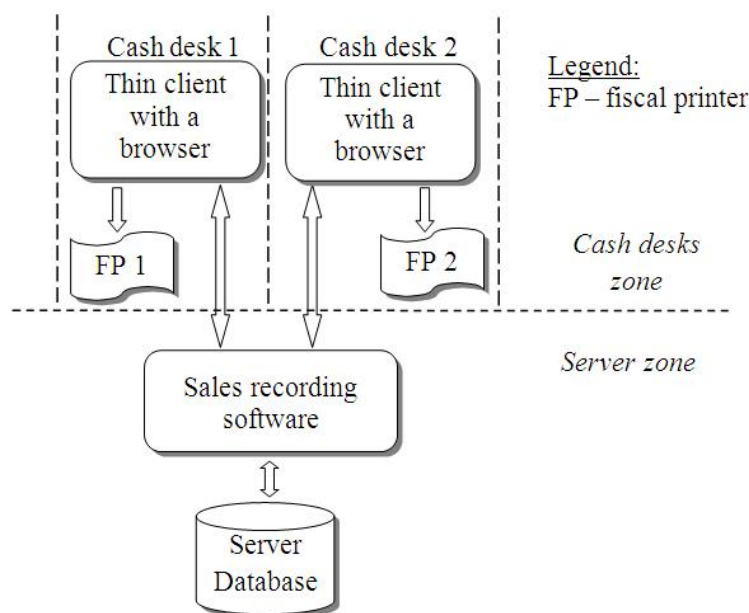 Cash desk 1
Thin client
with a
browser
FP 1
Cash desk 2
Thin client
with a
browser
FP 2
Legend:
FP – fiscal printer
Cash desks
zone
Server zone
Sales recording
software
Server
Database